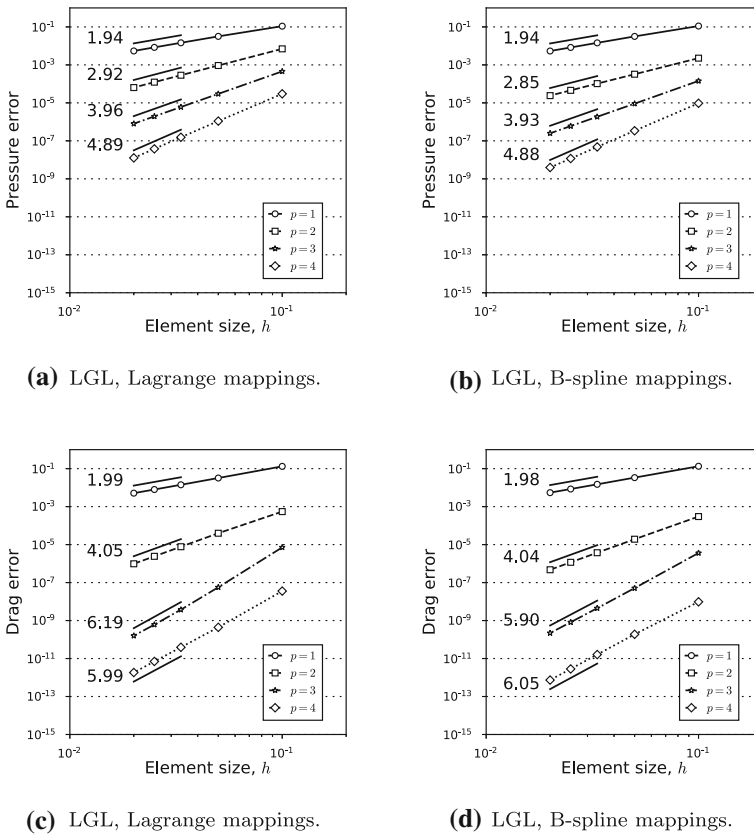 Pressure error
10^-1
10^-3
10^-5
10^-7
10^-9
10^-11
10^-13
10^-15
1.94
2.92
3.96
4.89
p = 1
p = 2
p = 3
p = 4
10^-2
10^-1
Element size, h
(a) LGL, Lagrange mappings.
Pressure error
10^-1
10^-3
10^-5
10^-7
10^-9
10^-11
10^-13
10^-15
1.94
2.85
3.93
4.88
p = 1
p = 2
p = 3
p = 4
10^-2
10^-1
Element size, h
(b) LGL, B-spline mappings.
Drag error
10^-1
10^-3
10^-5
10^-7
10^-9
10^-11
10^-13
10^-15
1.99
4.05
6.19
5.99
p = 1
p = 2
p = 3
p = 4
10^-2
10^-1
Element size, h
(c) LGL, Lagrange mappings.
Drag error
10^-1
10^-3
10^-5
10^-7
10^-9
10^-11
10^-13
10^-15
1.98
4.04
5.90
6.05
p = 1
p = 2
p = 3
p = 4
10^-2
10^-1
Element size, h
(d) LGL, B-spline mappings.